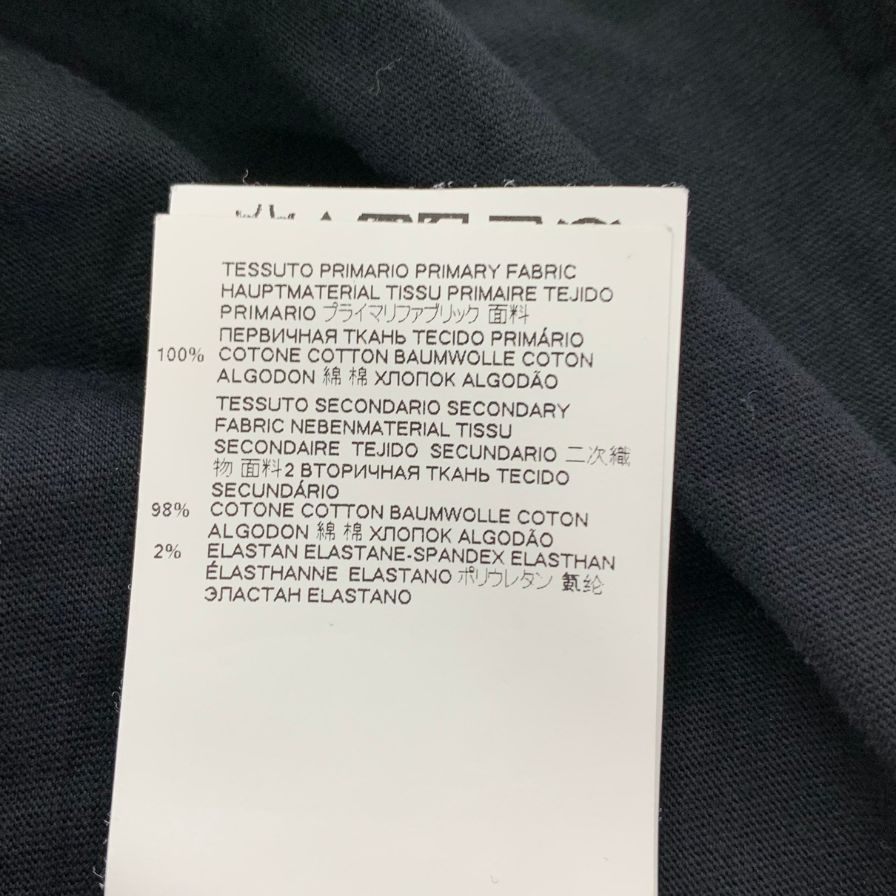 TESSUTO PRIMARIO PRIMARY FABRIC
HAUPTMATERIAL TISSU PRIMAIRE TEJIDO
PRIMARIO プライマリファブリック 面料
ПЕРВИЧНАЯ ТКАНЬ TECIDO PRIMÁRIO
100% COTONE COTTON BAUMWOLLE COTON
ALGODON 綿 棉 ХЛОПОК ALGODÃO
TESSUTO SECONDARIO SECONDARY
FABRIC NEBENMATERIAL TISSU
SECONDAIRE TEJIDO SECUNDARIO 二次織
物 面料2 ВТОРИЧНАЯ ТКАНЬ TECIDO
SECUNDÁRIO
98% COTONE COTTON BAUMWOLLE COTON
ALGODON 綿 棉 ХЛОПОК ALGODÃO
2% ELASTAN ELASTANE-SPANDEX ELASTHAN
ÉLASTHANNE ELASTANO ポリウレタン 氨纶
ЭЛАСТАН ELASTANO